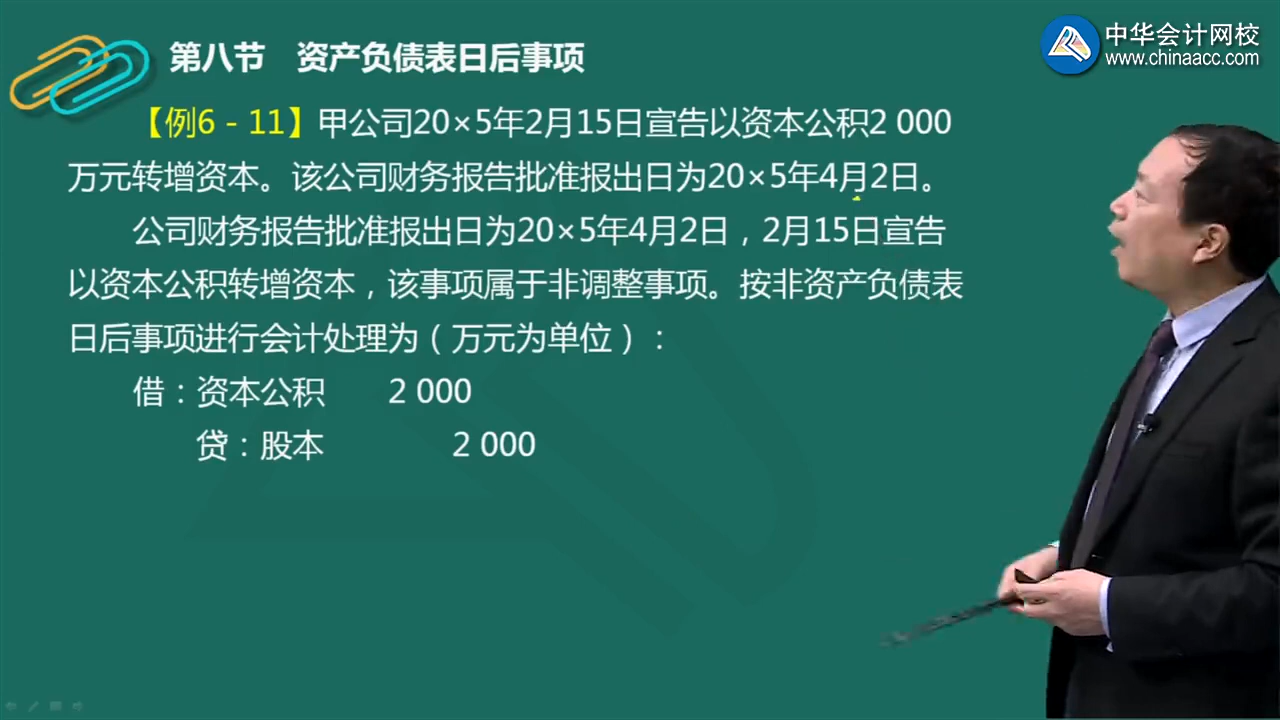 第八节 资产负债表日后事项
中华会计网校
www.chinaacc.com
【例6－11】甲公司20×5年2月15日宣告以资本公积2 000
万元转增资本。该公司财务报告批准报出日为20×5年4月2日。
公司财务报告批准报出日为20×5年4月2日，2月15日宣告
以资本公积转增资本，该事项属于非调整事项。按非资产负债表
日后事项进行会计处理为（万元为单位）：
借：资本公积 2 000
贷：股本 2 000